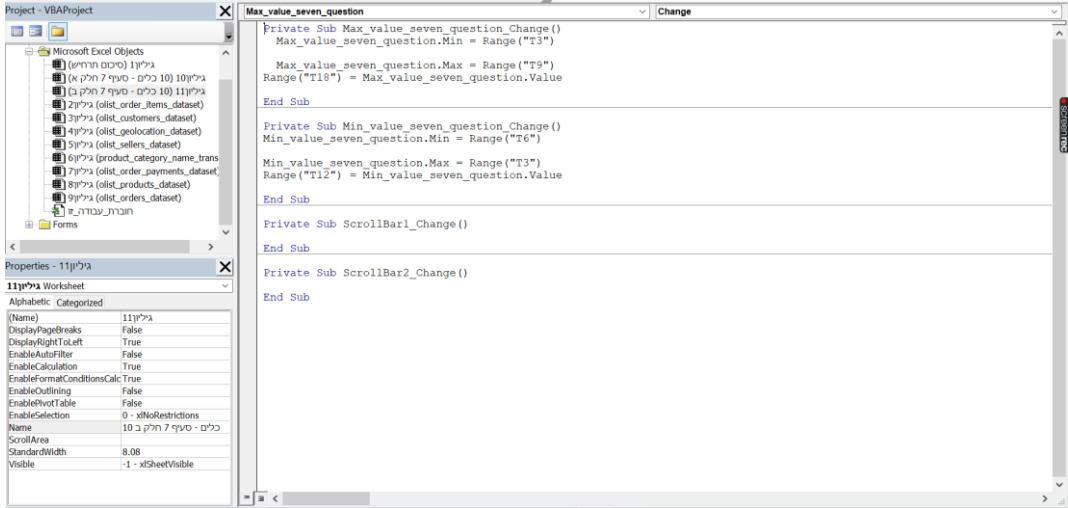 Project - VBAProject
Microsoft Excel Objects
גיליון1 (סיכום תרחיש)
גיליון10 (10 כלים - סעיף 7 חלק א)
גיליון11 (10 כלים - סעיף 7 חלק ב)
גיליון2 (olist_order_items_dataset)
גיליון3 (olist_customers_dataset)
גיליון4 (olist_geolocation_dataset)
גיליון5 (olist_sellers_dataset)
גיליון6 (product_category_name_trans
גיליון7 (olist_order_payments_dataset)
גיליון8 (olist_products_dataset)
גיליון9 (olist_orders_dataset)
חוברת_עבודה_זו
Forms
Properties - גיליון11
גיליון11 Worksheet
Alphabetic Categorized
(Name) גיליון11
DisplayPageBreaks False
DisplayRightToLeft True
EnableAutoFilter False
EnableCalculation True
EnableFormatConditionsCalc True
EnableOutlining False
EnablePivotTable False
EnableSelection 0 - xlNoRestrictions
Name 10 כלים - סעיף 7 חלק ב
ScrollArea
StandardWidth 8.08
Visible -1 - xlSheetVisible
Max_value_seven_question Change
Private Sub Max_value_seven_question_Change()
Max_value_seven_question.Min = Range("T3")
Max_value_seven_question.Max = Range("T9")
Range("T18") = Max_value_seven_question.Value
End Sub
Private Sub Min_value_seven_question_Change()
Min_value_seven_question.Min = Range("T6")
Min_value_seven_question.Max = Range("T3")
Range("T12") = Min_value_seven_question.Value
End Sub
Private Sub ScrollBar1_Change()
End Sub
Private Sub ScrollBar2_Change()
End Sub
screenrec